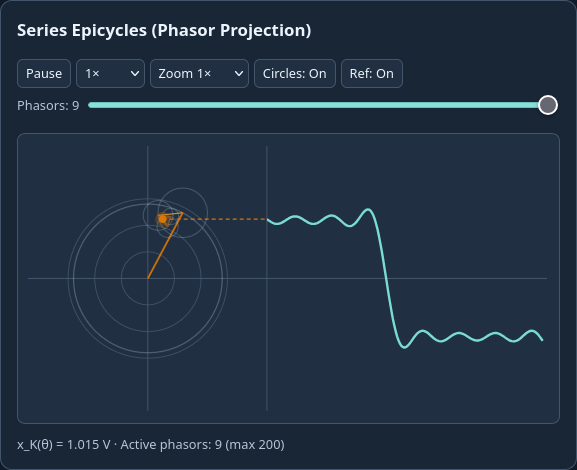 Series Epicycles (Phasor Projection)
Pause 1× Zoom 1× Circles: On Ref: On
Phasors: 9
x_K(θ) = 1.015 V · Active phasors: 9 (max 200)